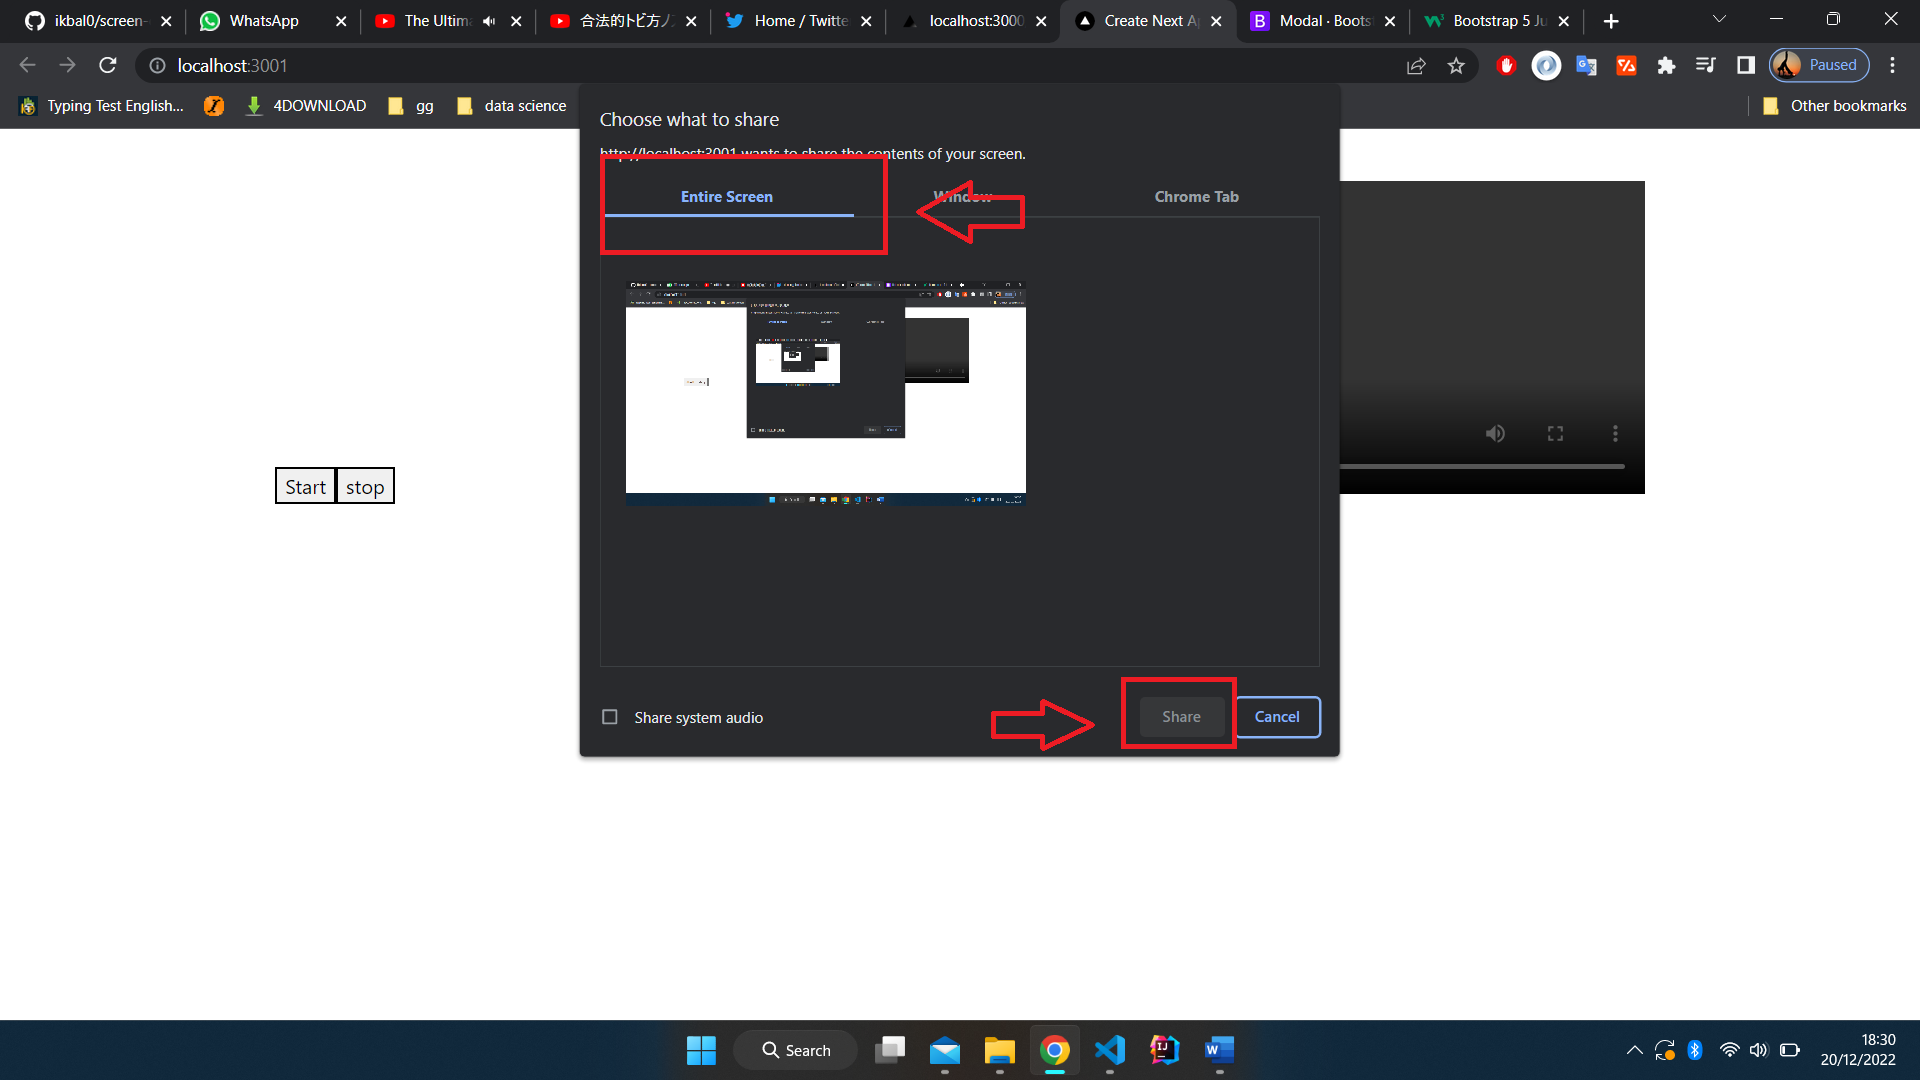 ikbal0/screen-
WhatsApp
The Ultim
合法的トビ方ノ
Home / Twitte
localhost:3000
Create Next A
Modal · Boots
Bootstrap 5 Ju
localhost:3001
Paused
Typing Test English...
4DOWNLOAD
gg
data science
Other bookmarks
Choose what to share
http://localhost:3001 wants to share the contents of your screen.
Entire Screen
Window
Chrome Tab
Start
stop
Share system audio
Share
Cancel
Search
18:30
20/12/2022